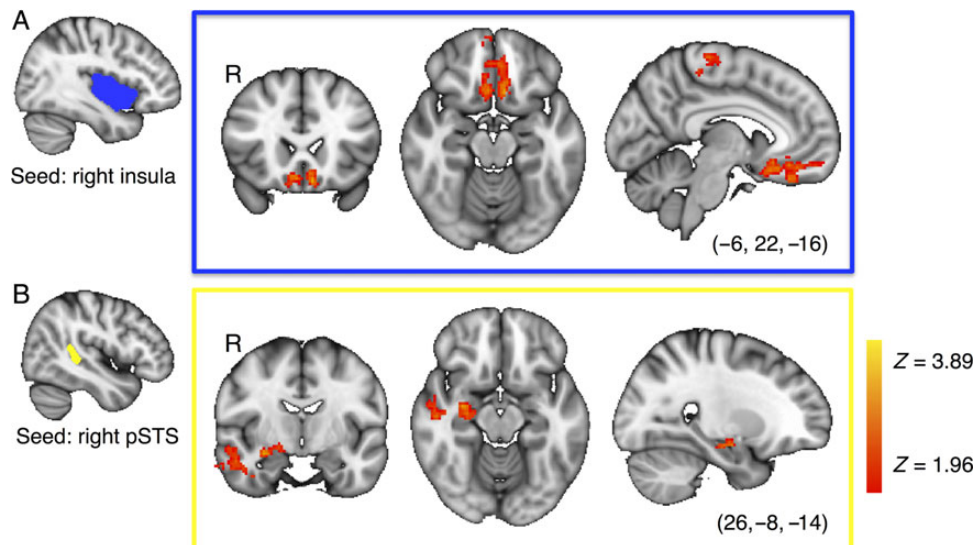 A
R
Seed: right insula
(−6, 22, −16)
B
R
Seed: right pSTS
(26, −8, −14)
Z = 3.89
Z = 1.96